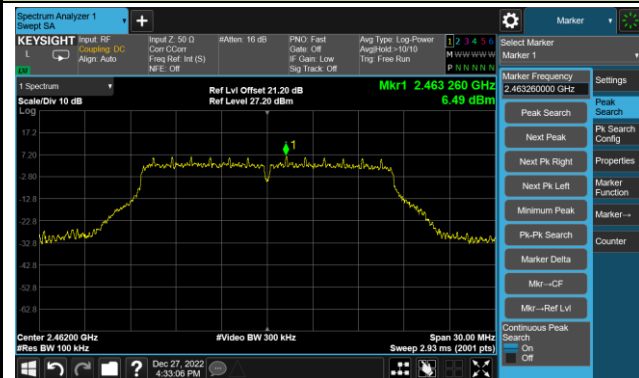 Spectrum Analyzer 1
Swept SA
Marker
KEYSIGHT
Input: RF
Coupling: DC
Align: Auto
Input Z: 50 Ω
Corr CCorr
Freq Ref: Int (S)
NFE: Off
#Atten: 16 dB
PNO: Fast
Gate: Off
IF Gain: Low
Sig Track: Off
Avg Type: Log-Power
Avg|Hold:>10/10
Trig: Free Run
1 2 3 4 5 6
M W W W W W
P N N N N N
Select Marker
Marker 1
1 Spectrum
Scale/Div 10 dB
Log
Ref Lvl Offset 21.20 dB
Ref Level 27.20 dBm
Mkr1 2.463 260 GHz
6.49 dBm
1
17.2
7.20
-2.80
-12.8
-22.8
-32.8
-42.8
-52.8
-62.8
Center 2.46200 GHz
#Res BW 100 kHz
#Video BW 300 kHz
Span 30.00 MHz
Sweep 2.93 ms (2001 pts)
Marker Frequency
2.463260000 GHz
Peak Search
Next Peak
Next Pk Right
Next Pk Left
Minimum Peak
Pk-Pk Search
Marker Delta
Mkr→CF
Mkr→Ref Lvl
Continuous Peak
Search
On
Off
Settings
Peak
Search
Pk Search
Config
Properties
Marker
Function
Marker→
Counter
Dec 27, 2022
4:33:06 PM